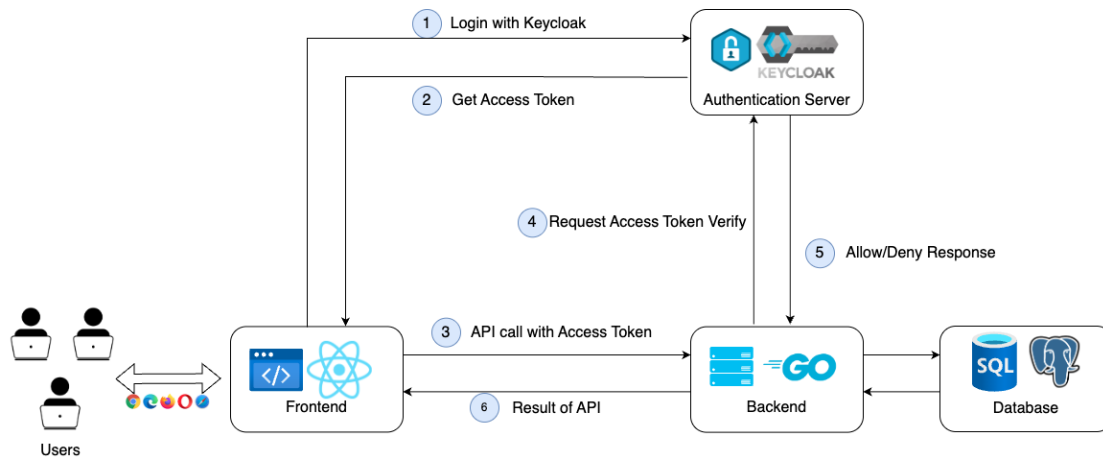 1 Login with Keycloak
KEYCLOAK
2 Get Access Token
Authentication Server
4 Request Access Token Verify
5 Allow/Deny Response
3 API call with Access Token
</>
GO
SQL
Frontend
6 Result of API
Backend
Database
Users